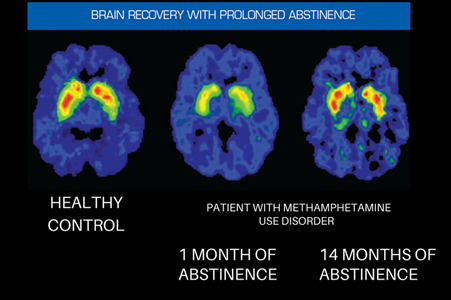 BRAIN RECOVERY WITH PROLONGED ABSTINENCE
HEALTHY
CONTROL
PATIENT WITH METHAMPHETAMINE
USE DISORDER
1 MONTH OF
ABSTINENCE
14 MONTHS OF
ABSTINENCE